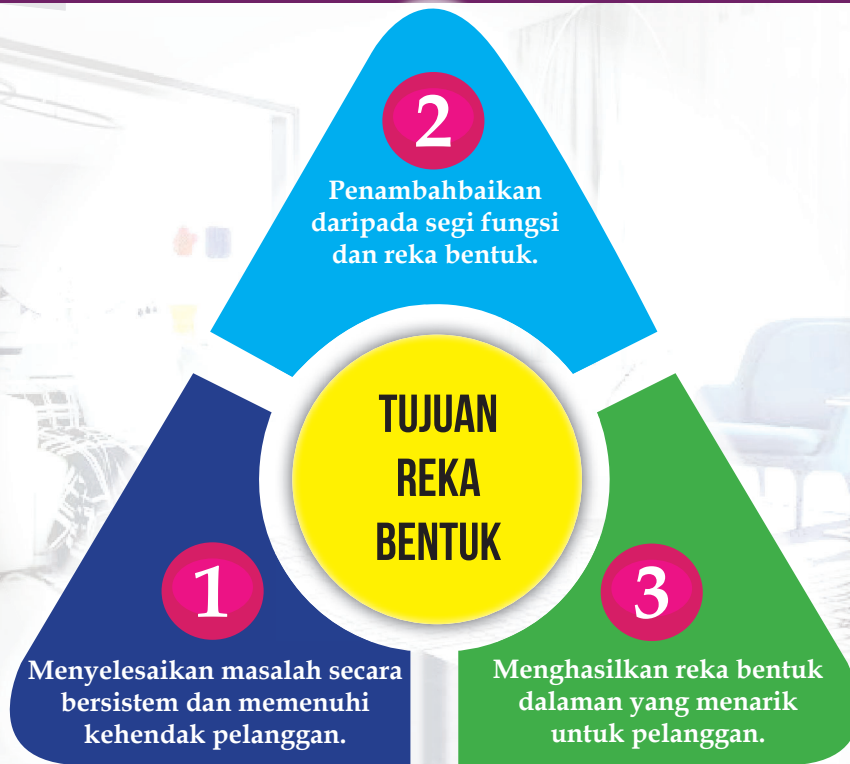 TUJUAN
REKA
BENTUK
1
Menyelesaikan masalah secara
bersistem dan memenuhi
kehendak pelanggan.
2
Penambahbaikan
daripada segi fungsi
dan reka bentuk.
3
Menghasilkan reka bentuk
dalaman yang menarik
untuk pelanggan.